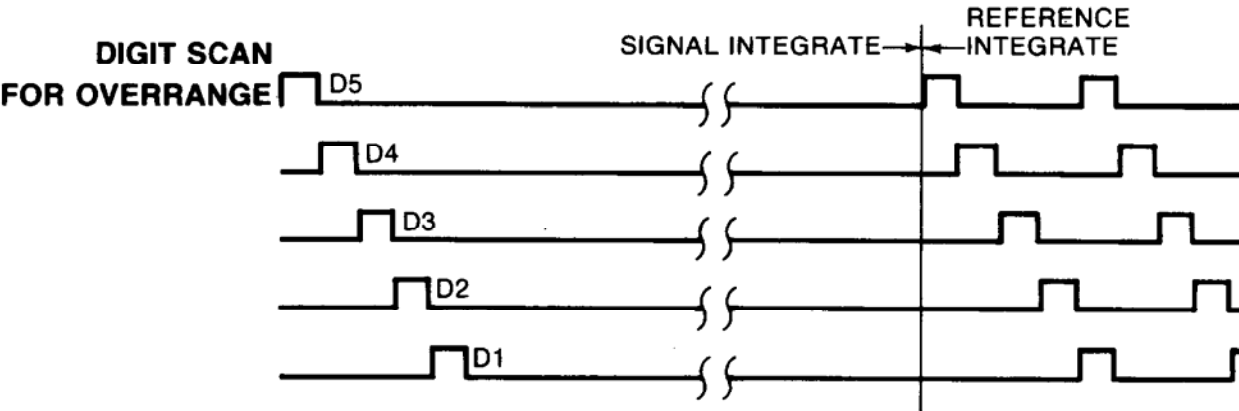 DIGIT SCAN
FOR OVERRANGE
SIGNAL INTEGRATE
REFERENCE
INTEGRATE
D5
D4
D3
D2
D1